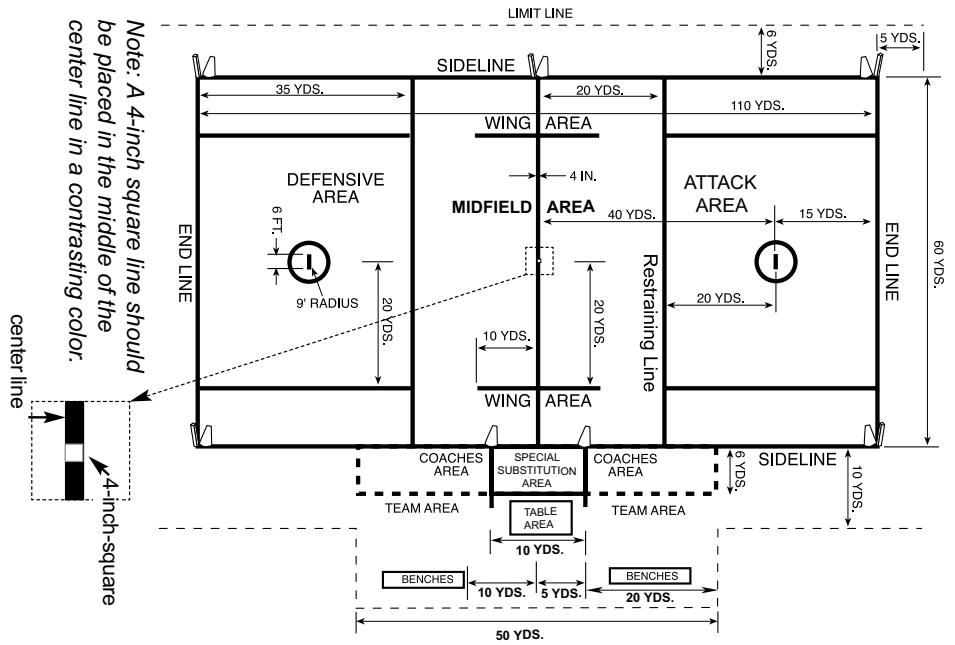 LIMIT LINE
6 YDS.
5 YDS.
SIDELINE
35 YDS.
20 YDS.
110 YDS.
WING AREA
4 IN.
DEFENSIVE
AREA
ATTACK
AREA
MIDFIELD AREA
40 YDS.
15 YDS.
6 FT.
END LINE
END LINE
60 YDS.
9' RADIUS
20 YDS.
20 YDS.
Restraining Line
20 YDS.
10 YDS.
WING AREA
COACHES
AREA
SPECIAL
SUBSTITUTION
AREA
COACHES
AREA
6 YDS.
SIDELINE
10 YDS.
TEAM AREA
TABLE
AREA
TEAM AREA
10 YDS.
BENCHES
BENCHES
10 YDS.
5 YDS.
20 YDS.
50 YDS.
Note: A 4-inch square line should
be placed in the middle of the
center line in a contrasting color.
center line
4-inch-square